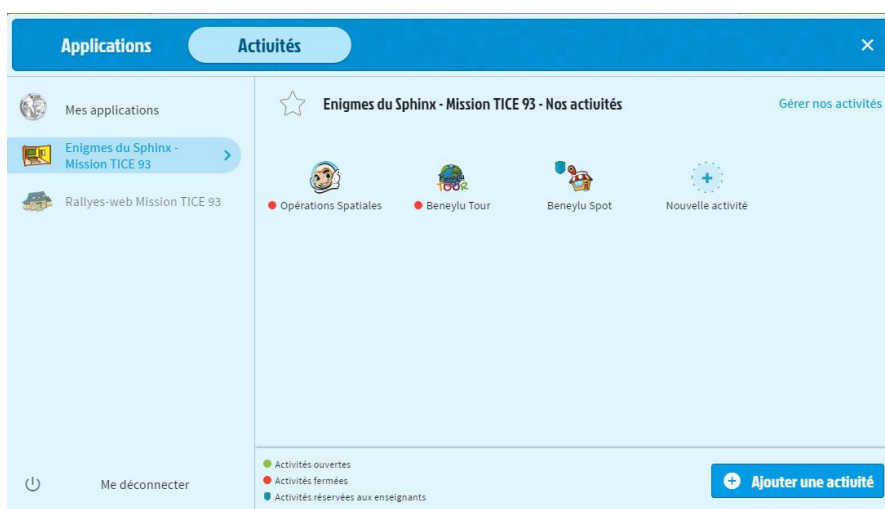 Applications
Activités
×
Mes applications
Enigmes du Sphinx -
Mission TICE 93
Rallyes-web Mission TICE 93
Me déconnecter
Enigmes du Sphinx - Mission TICE 93 - Nos activités
Gérer nos activités
Opérations Spatiales
TOUR
Beneylu Tour
Beneylu Spot
Nouvelle activité
Activités ouvertes
Activités fermées
Activités réservées aux enseignants
Ajouter une activité